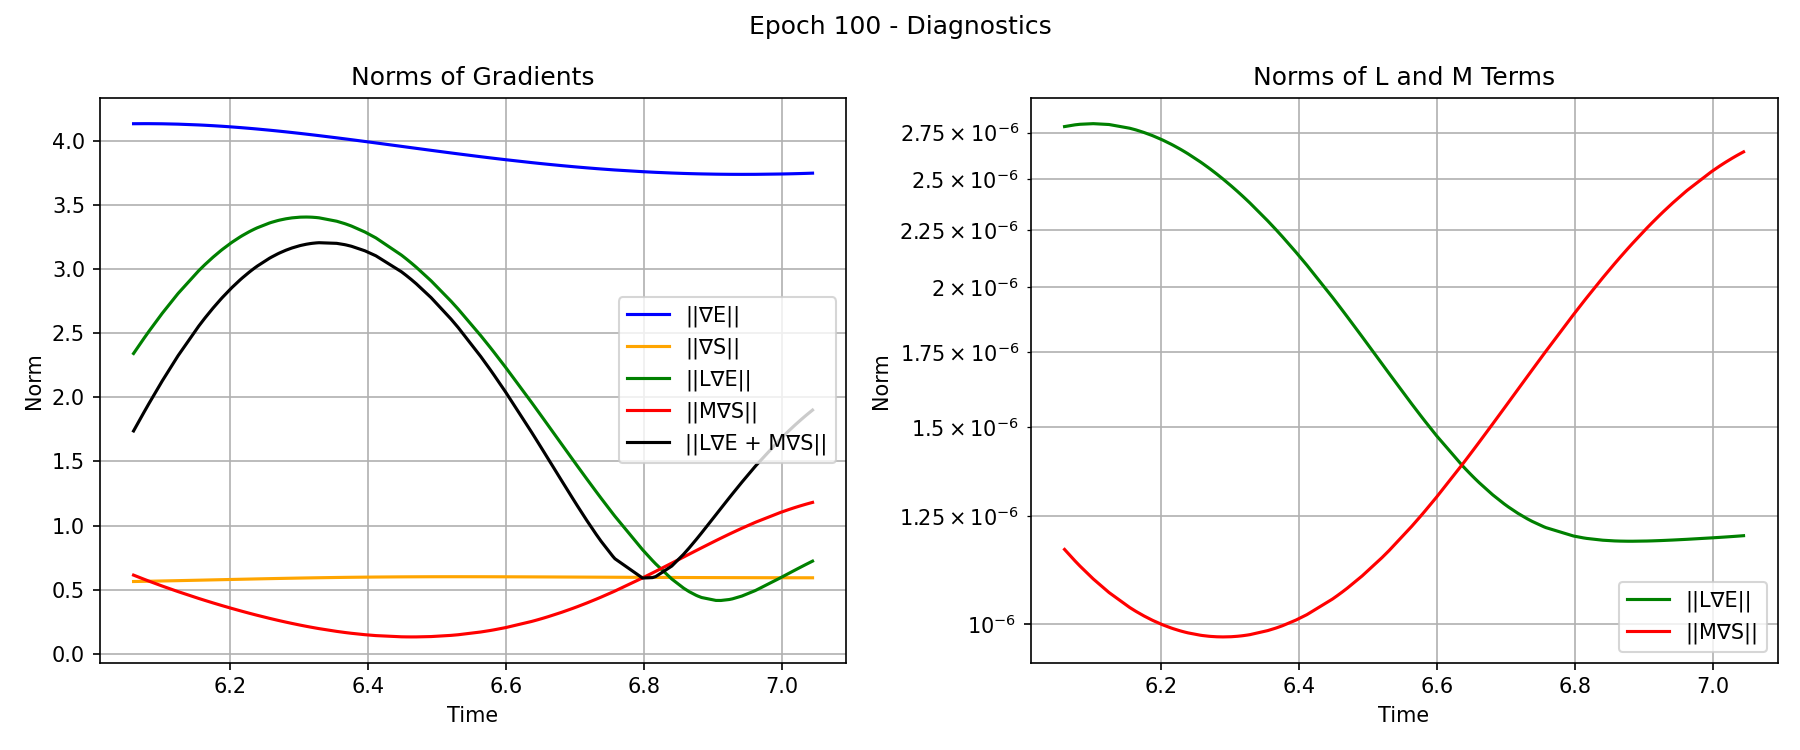 Epoch 100 - Diagnostics
Norms of Gradients
4.0
3.5
3.0
2.5
2.0
1.5
1.0
0.5
0.0
Norm
||∇E||
||∇S||
||L∇E||
||M∇S||
||L∇E + M∇S||
6.2 6.4 6.6 6.8 7.0
Time
Norms of L and M Terms
2.75 × 10⁻⁶
2.5 × 10⁻⁶
2.25 × 10⁻⁶
2 × 10⁻⁶
1.75 × 10⁻⁶
1.5 × 10⁻⁶
1.25 × 10⁻⁶
10⁻⁶
Norm
||L∇E||
||M∇S||
6.2 6.4 6.6 6.8 7.0
Time